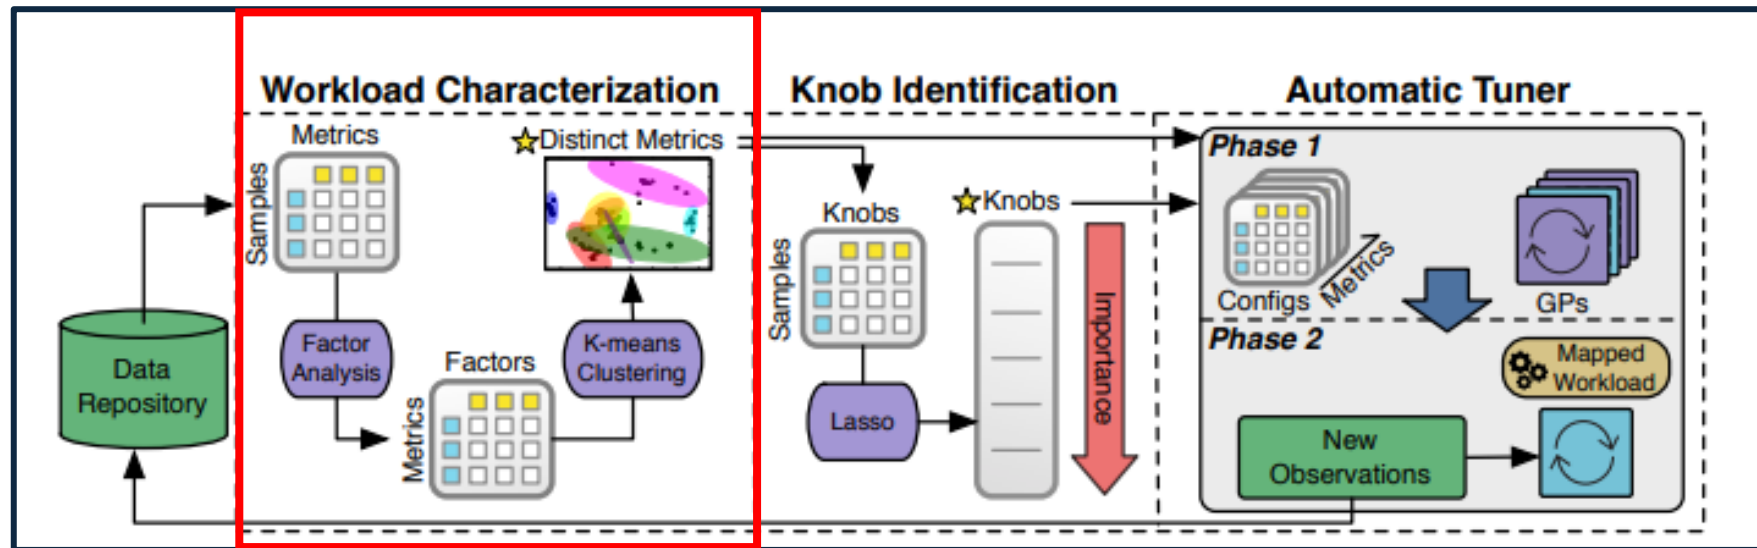 Workload Characterization
Knob Identification
Automatic Tuner
Metrics
Samples
Distinct Metrics
Factor
Analysis
Factors
Metrics
K-means
Clustering
Data
Repository
Knobs
Samples
Lasso
Knobs
Importance
Phase 1
Configs
Metrics
GPs
Phase 2
Mapped
Workload
New
Observations